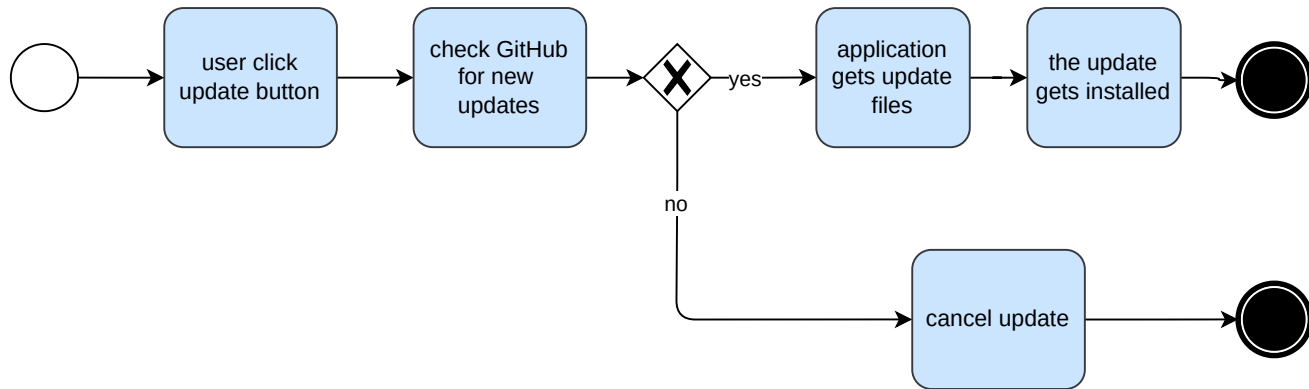 user click
update button
check GitHub
for new
updates
yes
application
gets update
files
the update
gets installed
no
cancel update